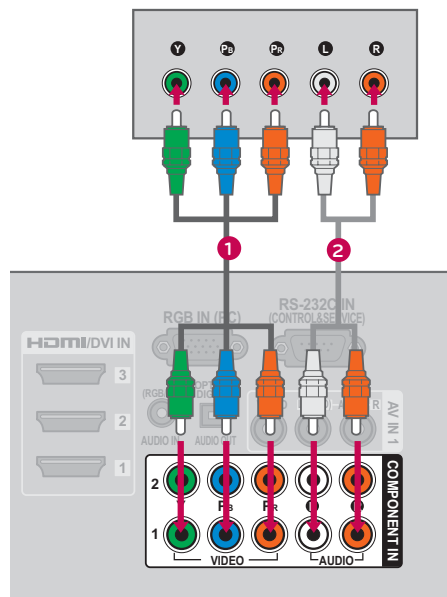 Y PB PR L R
1 2
RGB IN (PC)
RS-232C IN
(CONTROL&SERVICE)
HDMI/DVI IN
3
2
1
(RGB
AUDIO IN
AUDIO OUT
AV IN 1
2
1
PB PR
VIDEO
AUDIO
COMPONENT IN